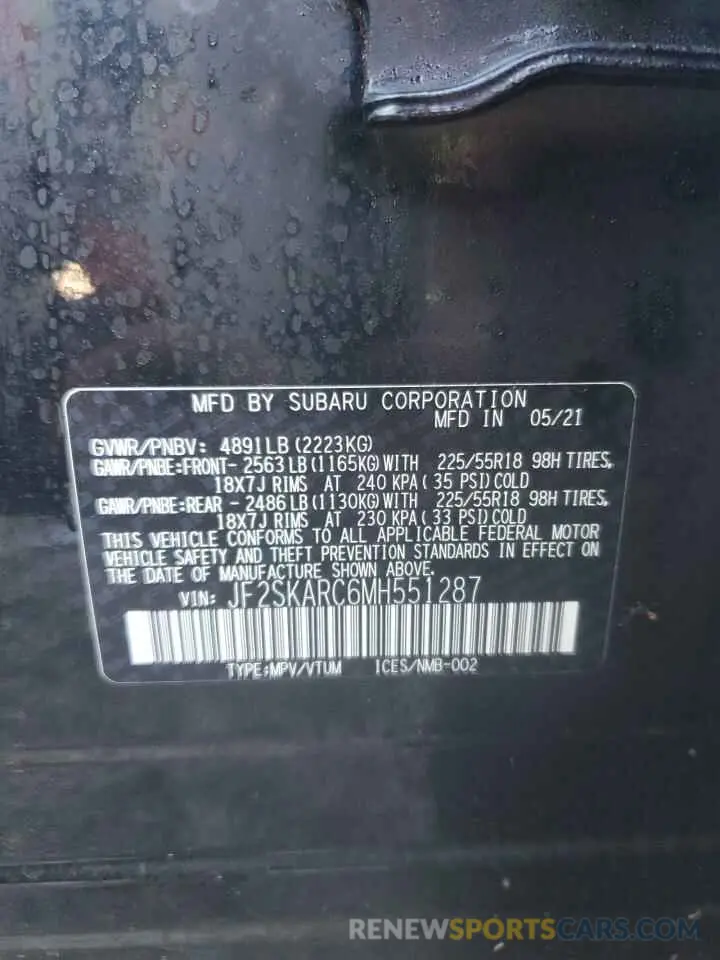 MFD BY SUBARU CORPORATION
MFD IN 05/21
GVWR/PNBV: 4891LB (2223KG)
GAWR/PNBE:FRONT- 2563 LB (1165KG) WITH 225/55R18 98H TIRES,
18X7J RIMS AT 240 KPA ( 35 PSI) COLD
GAWR/PNBE:REAR - 2486 LB (1130KG) WITH 225/55R18 98H TIRES,
18X7J RIMS AT 230 KPA ( 33 PSI) COLD
THIS VEHICLE CONFORMS TO ALL APPLICABLE FEDERAL MOTOR
VEHICLE SAFETY AND THEFT PREVENTION STANDARDS IN EFFECT ON
THE DATE OF MANUFACTURE SHOWN ABOVE.
VIN: JF2SKARC6MH551287
TYPE:MPV/VTUM ICES/NMB-002
RENEWSPORTSCARS.COM